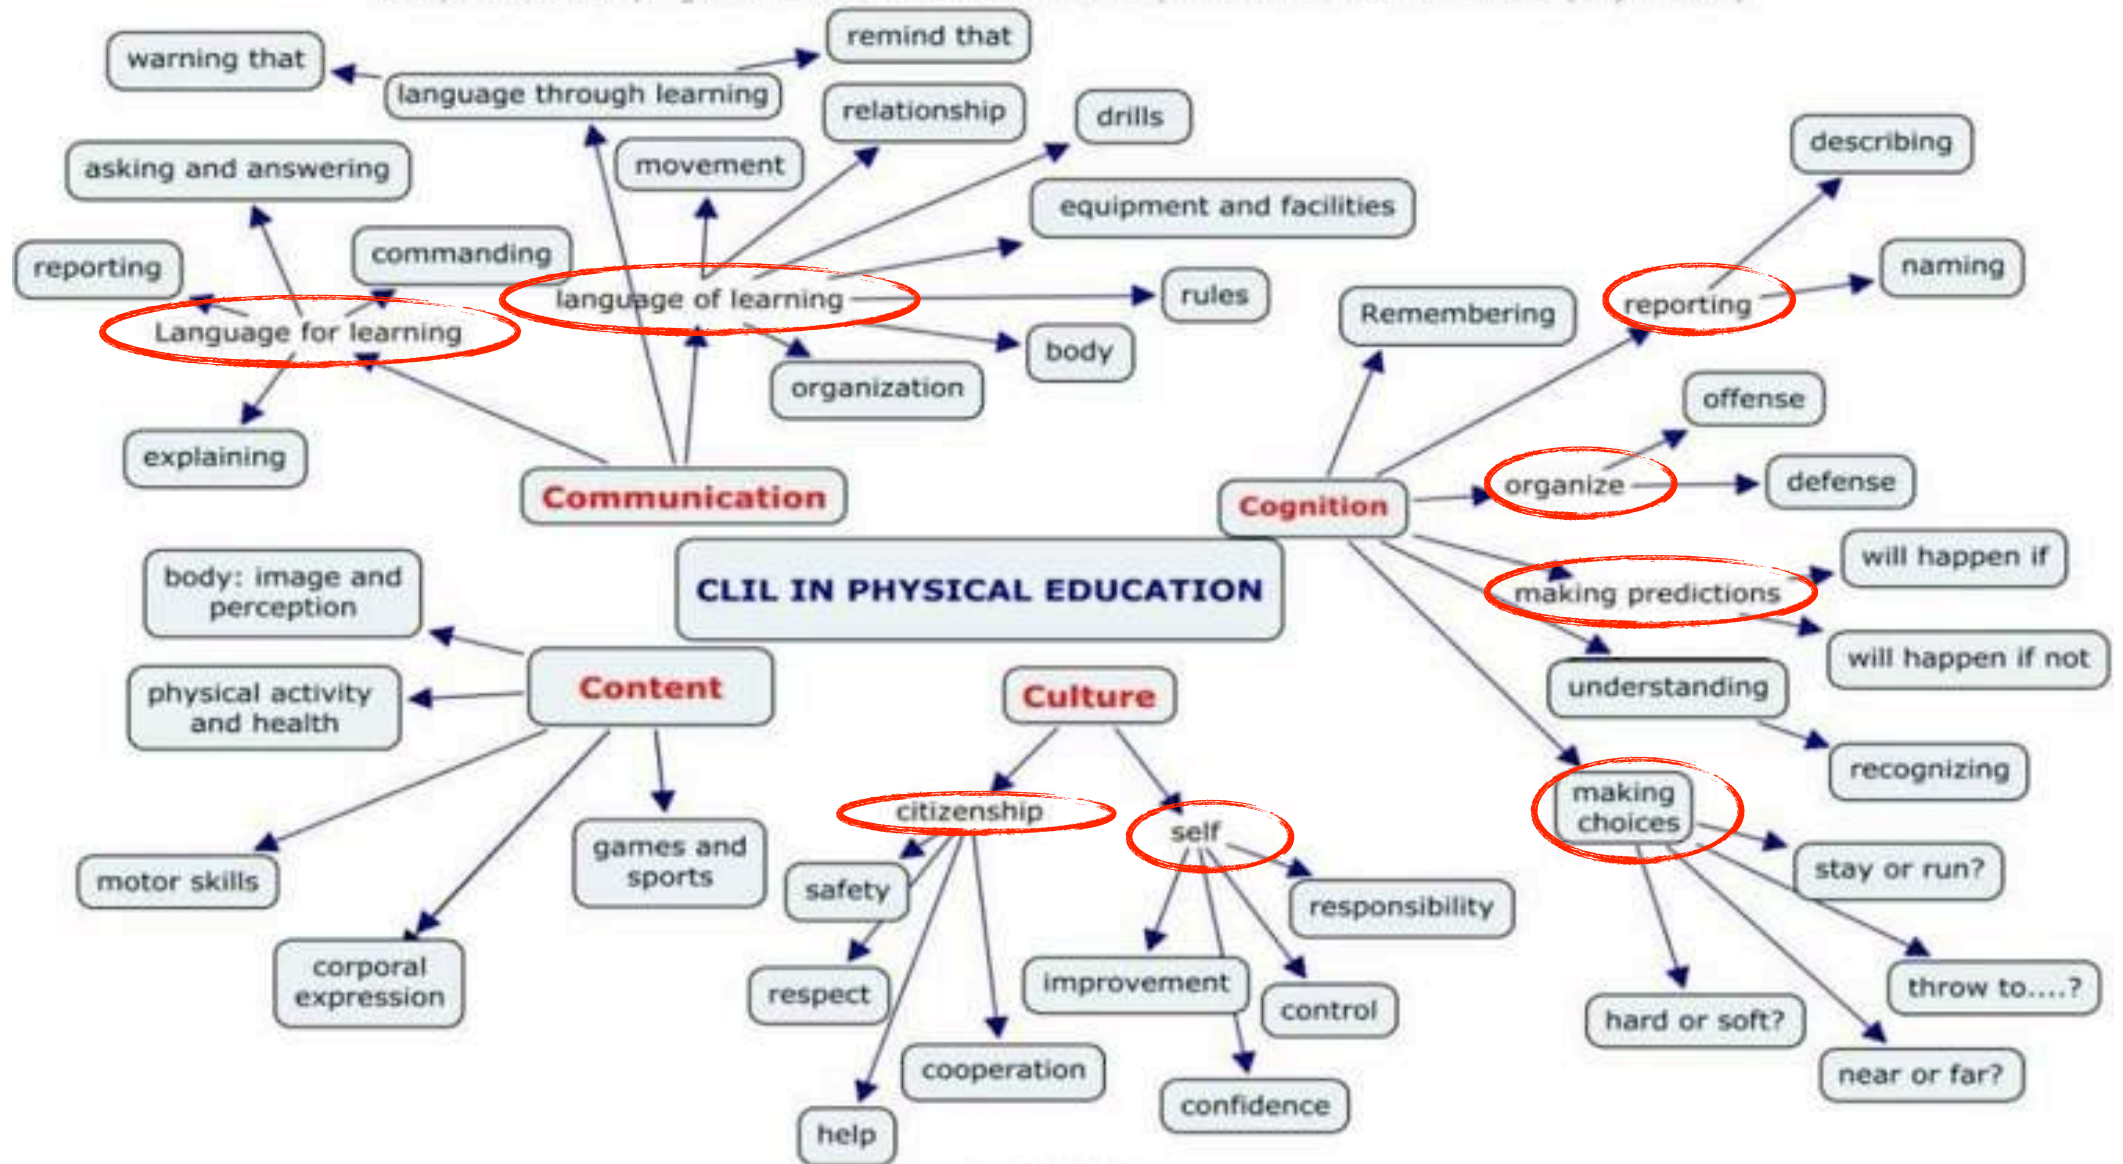 remind that
warning that
language through learning
relationship
drills
describing
asking and answering
movement
equipment and facilities
reporting
commanding
naming
language of learning
rules
reporting
Remembering
Language for learning
body
organization
offense
explaining
organize
defense
Communication
Cognition
will happen if
body: image and
perception
CLIL IN PHYSICAL EDUCATION
making predictions
will happen if not
Content
Culture
understanding
physical activity
and health
recognizing
making
choices
citizenship
self
games and
sports
stay or run?
motor skills
safety
responsibility
corporal
expression
respect
improvement
control
throw to....?
hard or soft?
cooperation
near or far?
confidence
help